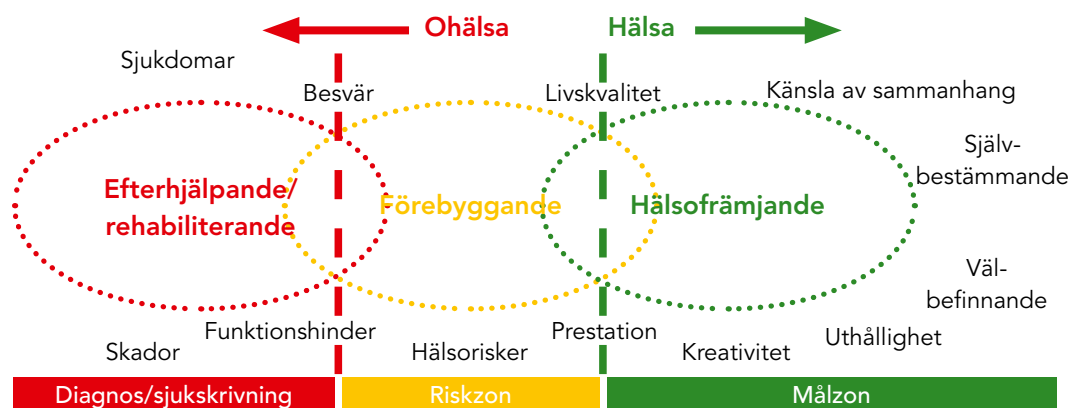 Ohälsa
Hälsa
Sjukdomar
Besvär
Livskvalitet
Känsla av sammanhang
Själv-
bestämmande
Efterhjälpande/
rehabiliterande
Förebyggande
Hälsofrämjande
Väl-
befinnande
Funktionshinder
Prestation
Uthållighet
Skador
Hälsorisker
Kreativitet
Diagnos/sjukskrivning
Riskzon
Målzon